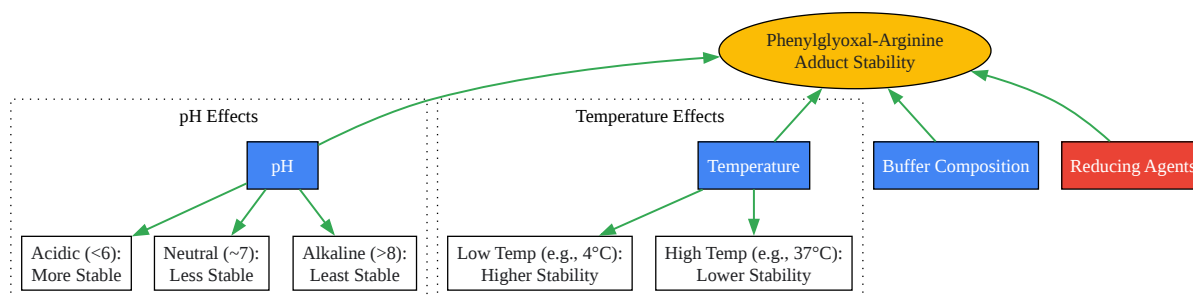 Phenylglyoxal-Arginine
Adduct Stability
pH Effects
Temperature Effects
pH
Temperature
Buffer Composition
Reducing Agents
Acidic (<6):
More Stable
Neutral (~7):
Less Stable
Alkaline (>8):
Least Stable
Low Temp (e.g., 4°C):
Higher Stability
High Temp (e.g., 37°C):
Lower Stability